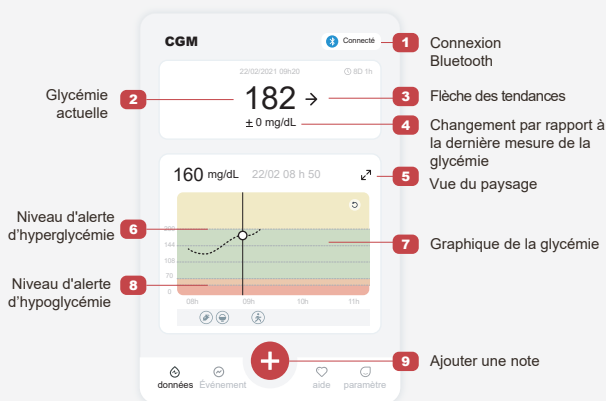 CGM
Connecté
1
Connexion
Bluetooth
22/02/2021 09h20
8D 1h
Glycémie
actuelle
2
182
3
Flèche des tendances
± 0 mg/dL
4
Changement par rapport à
la dernière mesure de la
glycémie
160 mg/dL
22/02 08 h 50
5
Vue du paysage
Niveau d'alerte
d'hyperglycémie
6
144
108
70
0
7
Graphique de la glycémie
Niveau d'alerte
d'hypoglycémie
8
08h
09h
10h
11h
9
Ajouter une note
données
Événement
aide
paramètre